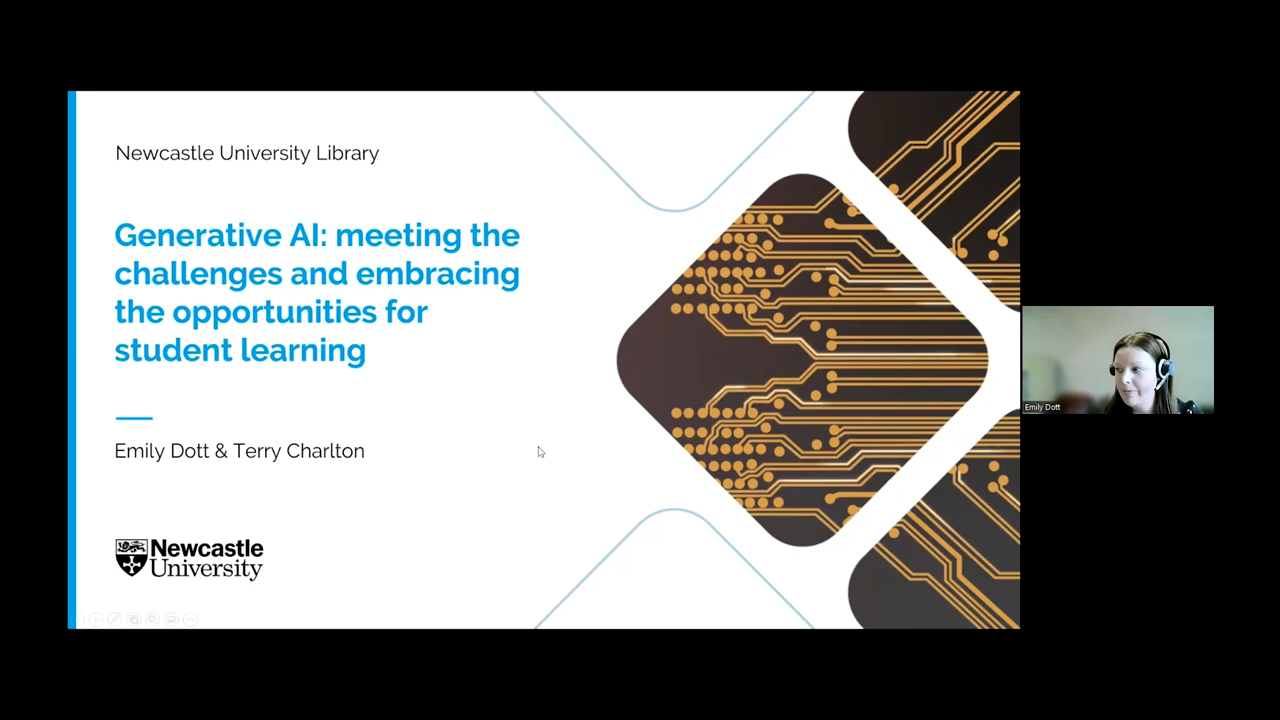 Newcastle University Library
Generative AI: meeting the
challenges and embracing
the opportunities for
student learning
Emily Dott & Terry Charlton
Newcastle
University
Emily Dott